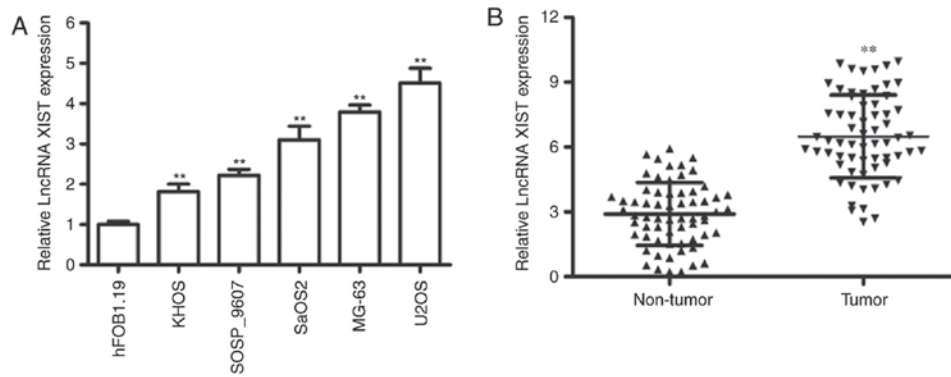 A
Relative LncRNA XIST expression
6
5
4
3
2
1
0
**
**
**
**
**
hFOB1.19
KHOS
SOSP_9607
SaOS2
MG-63
U2OS
B
Relative LncRNA XIST expression
12
9
6
3
0
**
Non-tumor
Tumor